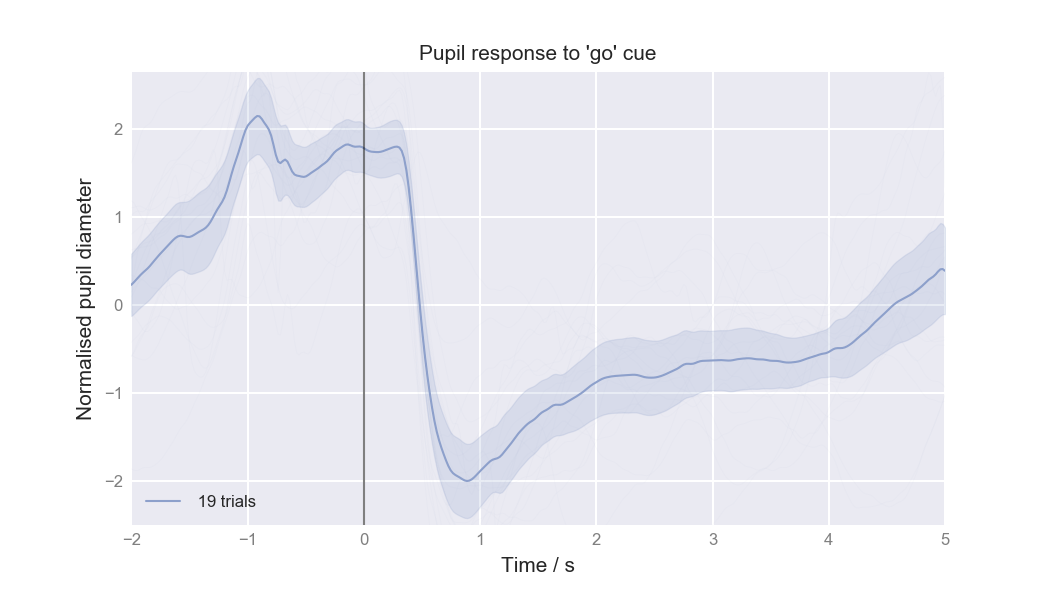 Pupil response to 'go' cue
Normalised pupil diameter
2
1
0
−1
−2
19 trials
−2 −1 0 1 2 3 4 5
Time / s